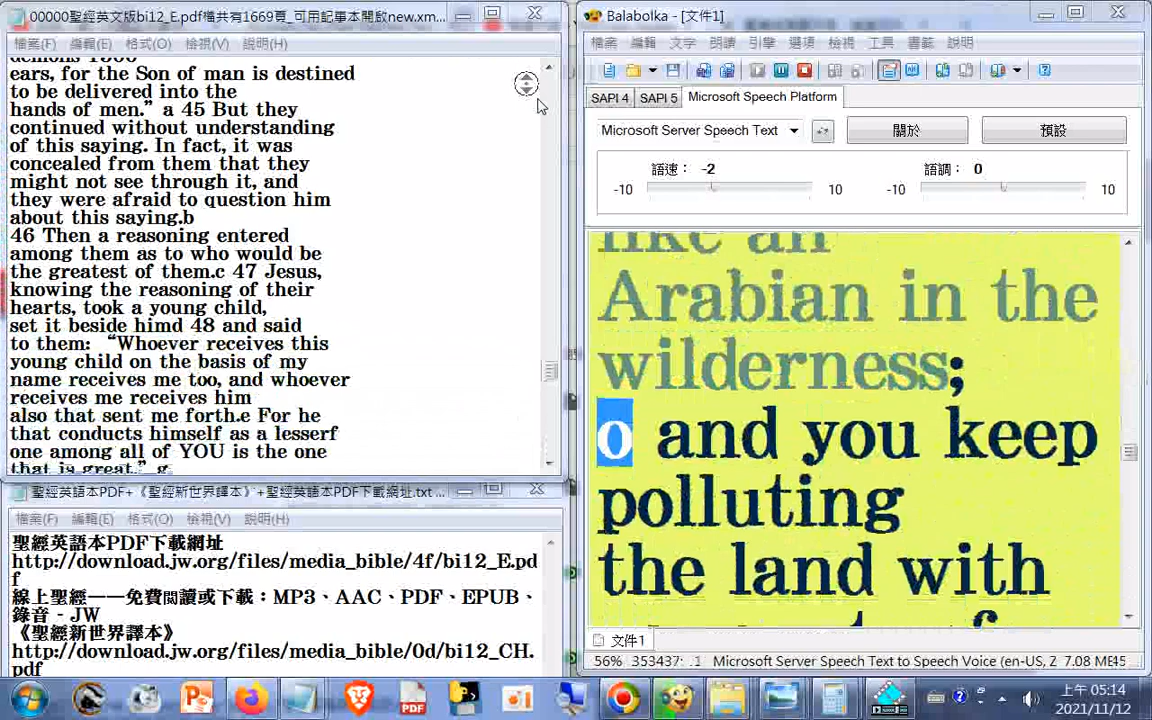 00000聖經英文版bi12_E.pdf檔共有1669頁_可用記事本開啟new.xm...
檔案(F) 編輯(E) 格式(O) 檢視(V) 說明(H)
demons 1306
ears, for the Son of man is destined
to be delivered into the
hands of men.” a 45 But they
continued without understanding
of this saying. In fact, it was
concealed from them that they
might not see through it, and
they were afraid to question him
about this saying.b
46 Then a reasoning entered
among them as to who would be
the greatest of them.c 47 Jesus,
knowing the reasoning of their
hearts, took a young child,
set it beside himd 48 and said
to them: “Whoever receives this
young child on the basis of my
name receives me too, and whoever
receives me receives him
also that sent me forth.e For he
that conducts himself as a lesserf
one among all of YOU is the one
that is great.” g
聖經英語本PDF+《聖經新世界譯本》+聖經英語本PDF下載網址.txt ...
檔案(F) 編輯(E) 格式(O) 檢視(V) 說明(H)
聖經英語本PDF下載網址
http://download.jw.org/files/media_bible/4f/bi12_E.pd
f
線上聖經——免費閱讀或下載：MP3、AAC、PDF、EPUB、
錄音 - JW
《聖經新世界譯本》
http://download.jw.org/files/media_bible/0d/bi12_CH.
pdf
Balabolka - [文件1]
檔案 編輯 文字 朗讀 引擎 選項 檢視 工具 書籤 說明
SAPI 4 SAPI 5 Microsoft Speech Platform
Microsoft Server Speech Text 關於 預設
語速： -2 語調： 0
-10 10 -10 10
like an
Arabian in the
wilderness;
o and you keep
polluting
the land with
文件1
56% 353437: .1 Microsoft Server Speech Text to Speech Voice (en-US, Z 7.08 ME45
上午 05:14
2021/11/12